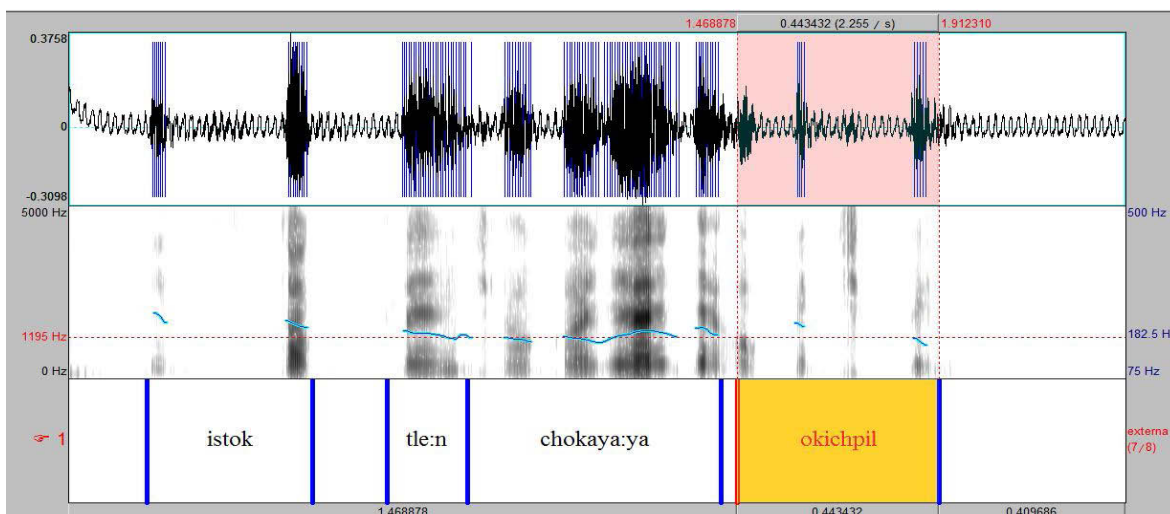 1.468878 0.443432 (2.255 / s) 1.912310
0.3758
0
-0.3098
5000 Hz 500 Hz
1195 Hz 182.5 H
0 Hz 75 Hz
☞ 1 istok tle:n chokaya:ya okichpil externa
(7/8)
1.468878 0.443432 0.409686